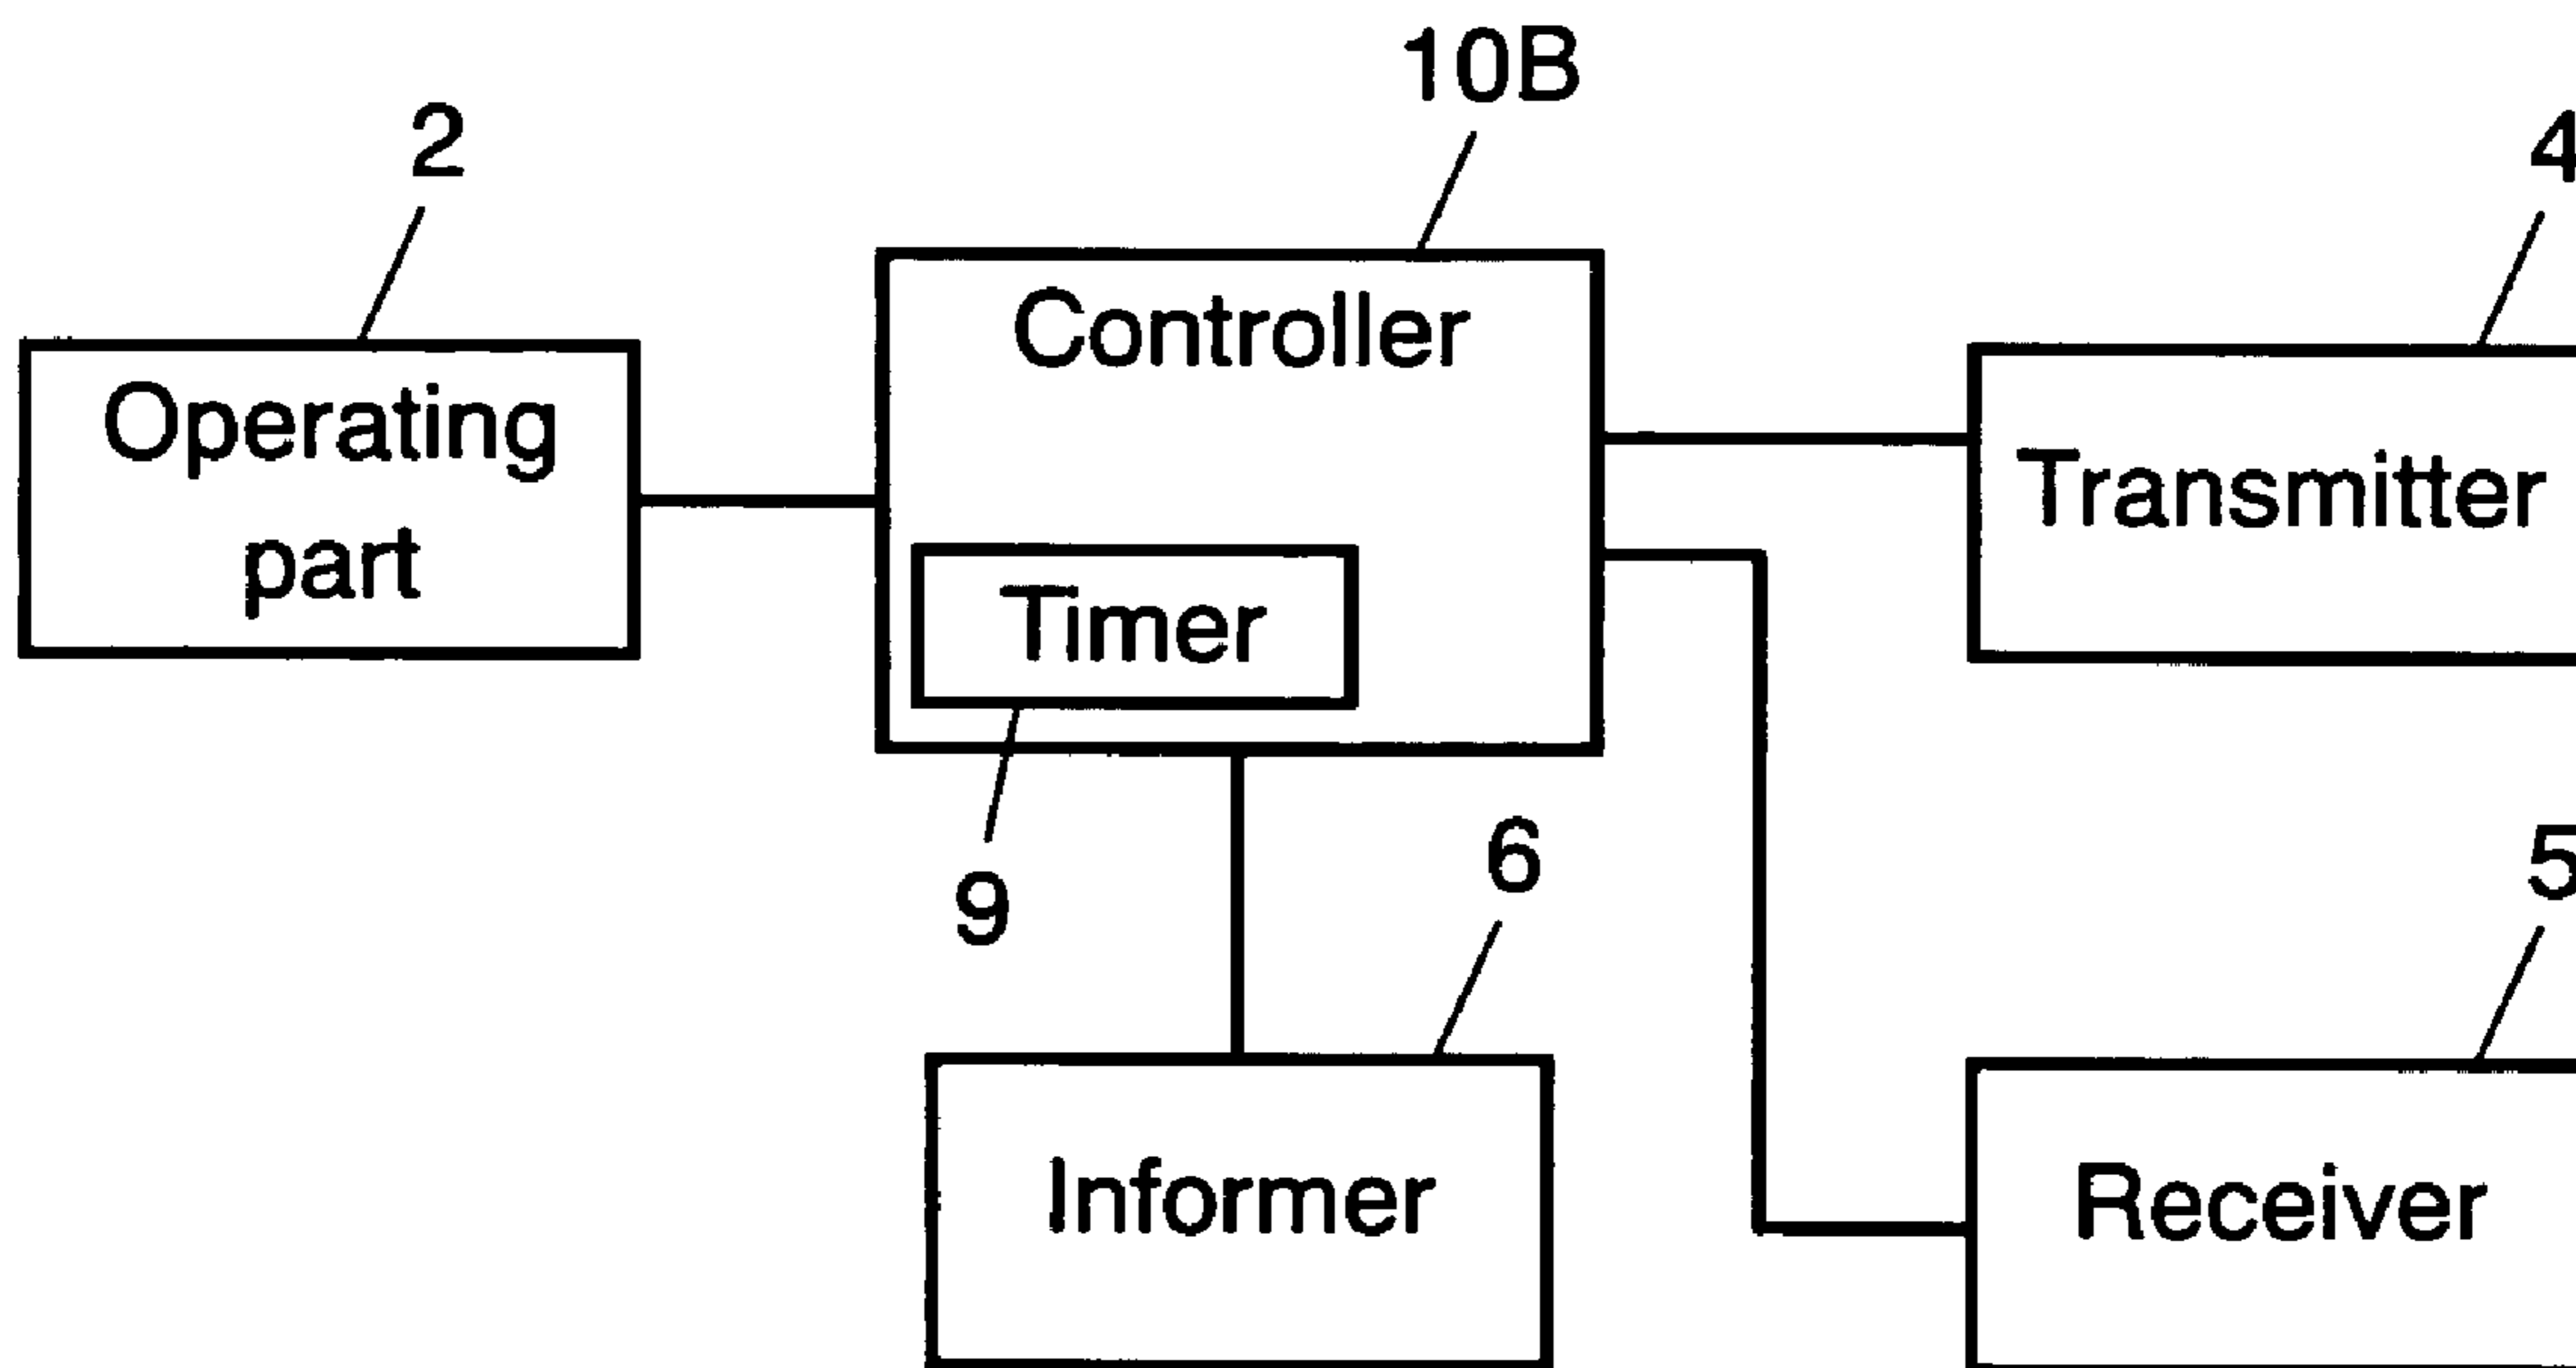 10B
2
4
Controller
Operating
part
Transmitter
Timer
9
6
5
Informer
Receiver